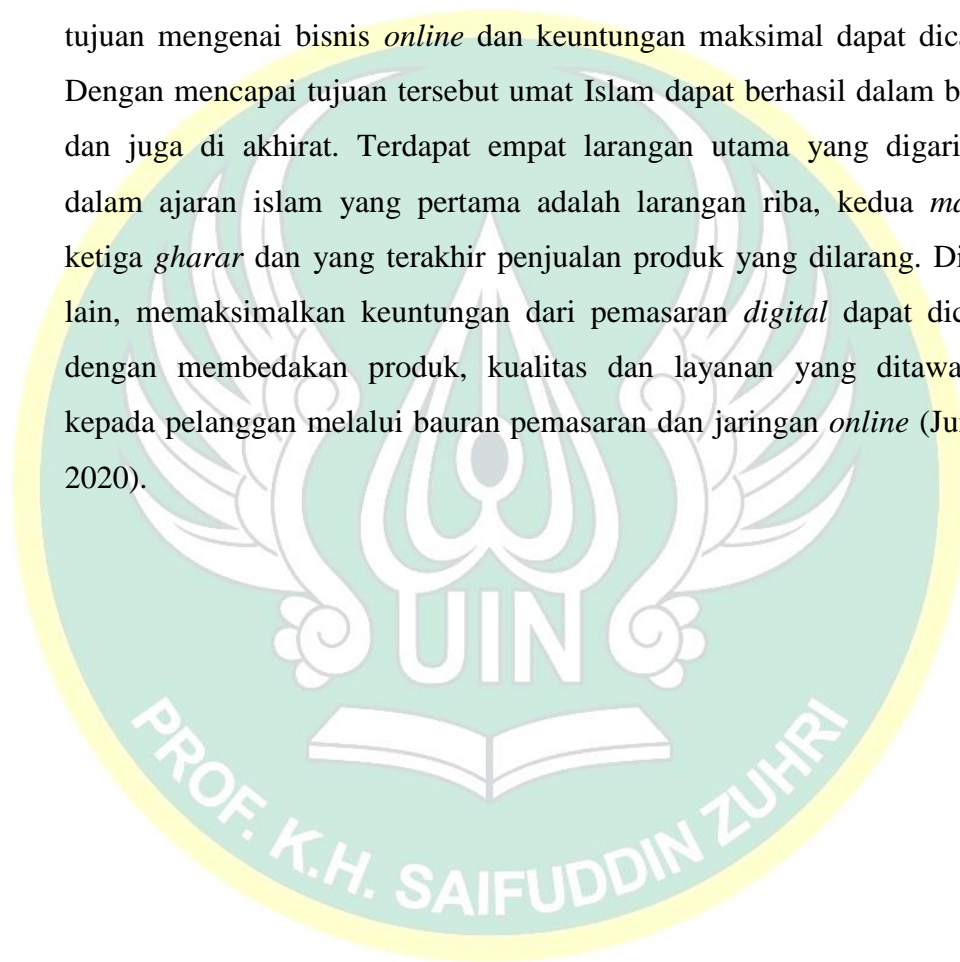 tujuan mengenai bisnis online dan keuntungan maksimal dapat dica
Dengan mencapai tujuan tersebut umat Islam dapat berhasil dalam b
dan juga di akhirat. Terdapat empat larangan utama yang digari
dalam ajaran islam yang pertama adalah larangan riba, kedua ma
ketiga gharar dan yang terakhir penjualan produk yang dilarang. Di
lain, memaksimalkan keuntungan dari pemasaran digital dapat dic
dengan membedakan produk, kualitas dan layanan yang ditawa
kepada pelanggan melalui bauran pemasaran dan jaringan online (Ju
2020).
UIN
PROF. K.H. SAIFUDDIN ZUHRI